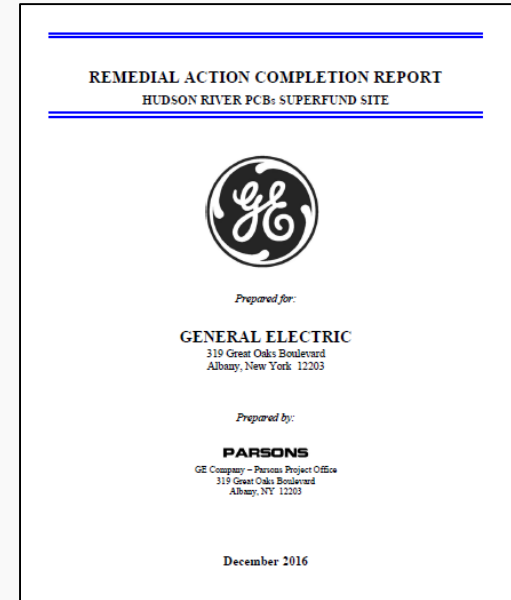 REMEDIAL ACTION COMPLETION REPORT
HUDSON RIVER PCBs SUPERFUND SITE
GE
Prepared for:
GENERAL ELECTRIC
319 Great Oaks Boulevard
Albany, New York 12203
Prepared by:
PARSONS
GE Company – Parsons Project Office
319 Great Oaks Boulevard
Albany, NY 12203
December 2016